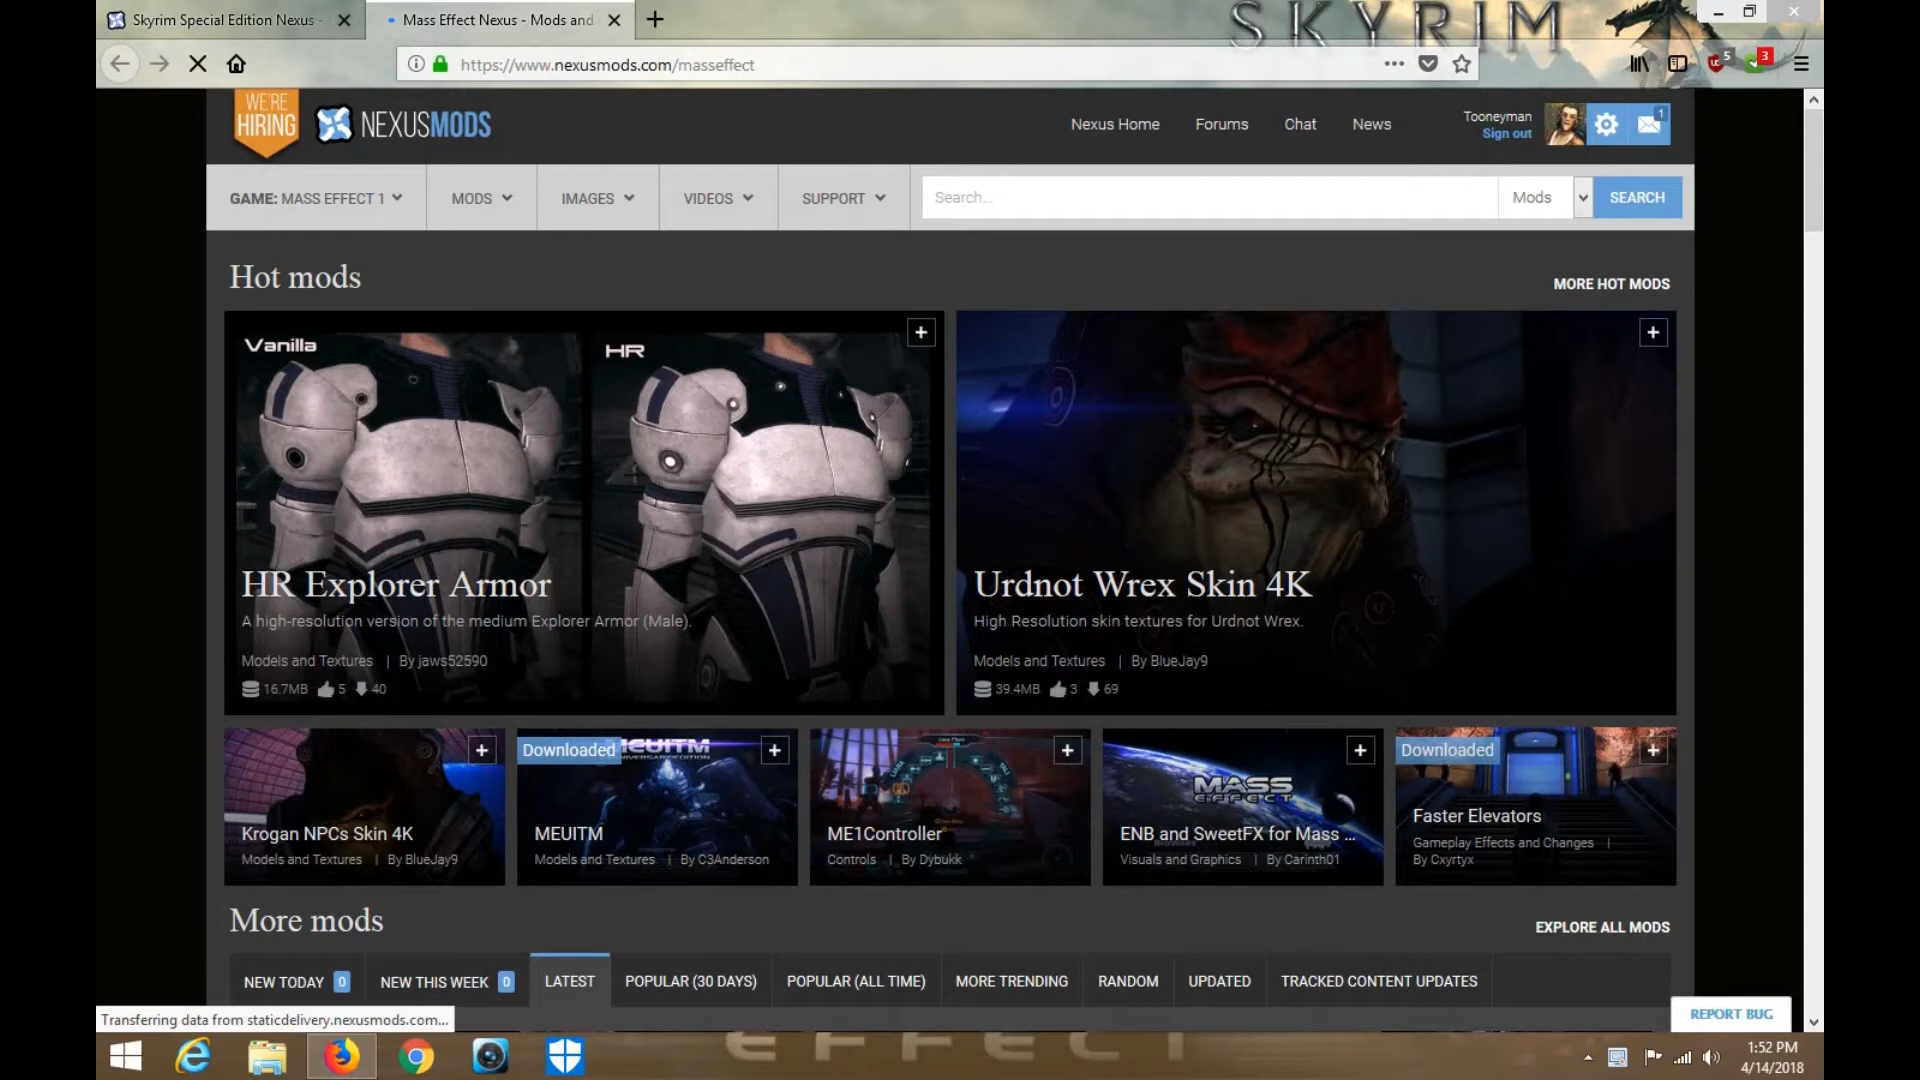 SKYRIM
Skyrim Special Edition Nexus -
Mass Effect Nexus - Mods and
https://www.nexusmods.com/masseffect
5
3
WE'RE
HIRING
NEXUSMODS
Nexus Home
Forums
Chat
News
Tooneyman
Sign out
1
GAME: MASS EFFECT 1
MODS
IMAGES
VIDEOS
SUPPORT
Search...
Mods
SEARCH
Hot mods
MORE HOT MODS
Vanilla
HR
HR Explorer Armor
A high-resolution version of the medium Explorer Armor (Male).
Models and Textures | By jaws52590
16.7MB 5 40
Urdnot Wrex Skin 4K
High Resolution skin textures for Urdnot Wrex.
Models and Textures | By BlueJay9
39.4MB 3 69
Krogan NPCs Skin 4K
Models and Textures | By BlueJay9
Downloaded
MEUITM
MEUITM
Models and Textures | By C3Anderson
ME1Controller
Controls | By Dybukk
MASS
EFFECT
ENB and SweetFX for Mass ...
Visuals and Graphics | By Carinth01
Downloaded
Faster Elevators
Gameplay Effects and Changes |
By Cxyrtyx
More mods
EXPLORE ALL MODS
NEW TODAY 0
NEW THIS WEEK 0
LATEST
POPULAR (30 DAYS)
POPULAR (ALL TIME)
MORE TRENDING
RANDOM
UPDATED
TRACKED CONTENT UPDATES
Transferring data from staticdelivery.nexusmods.com...
REPORT BUG
EFFECT
1:52 PM
4/14/2018